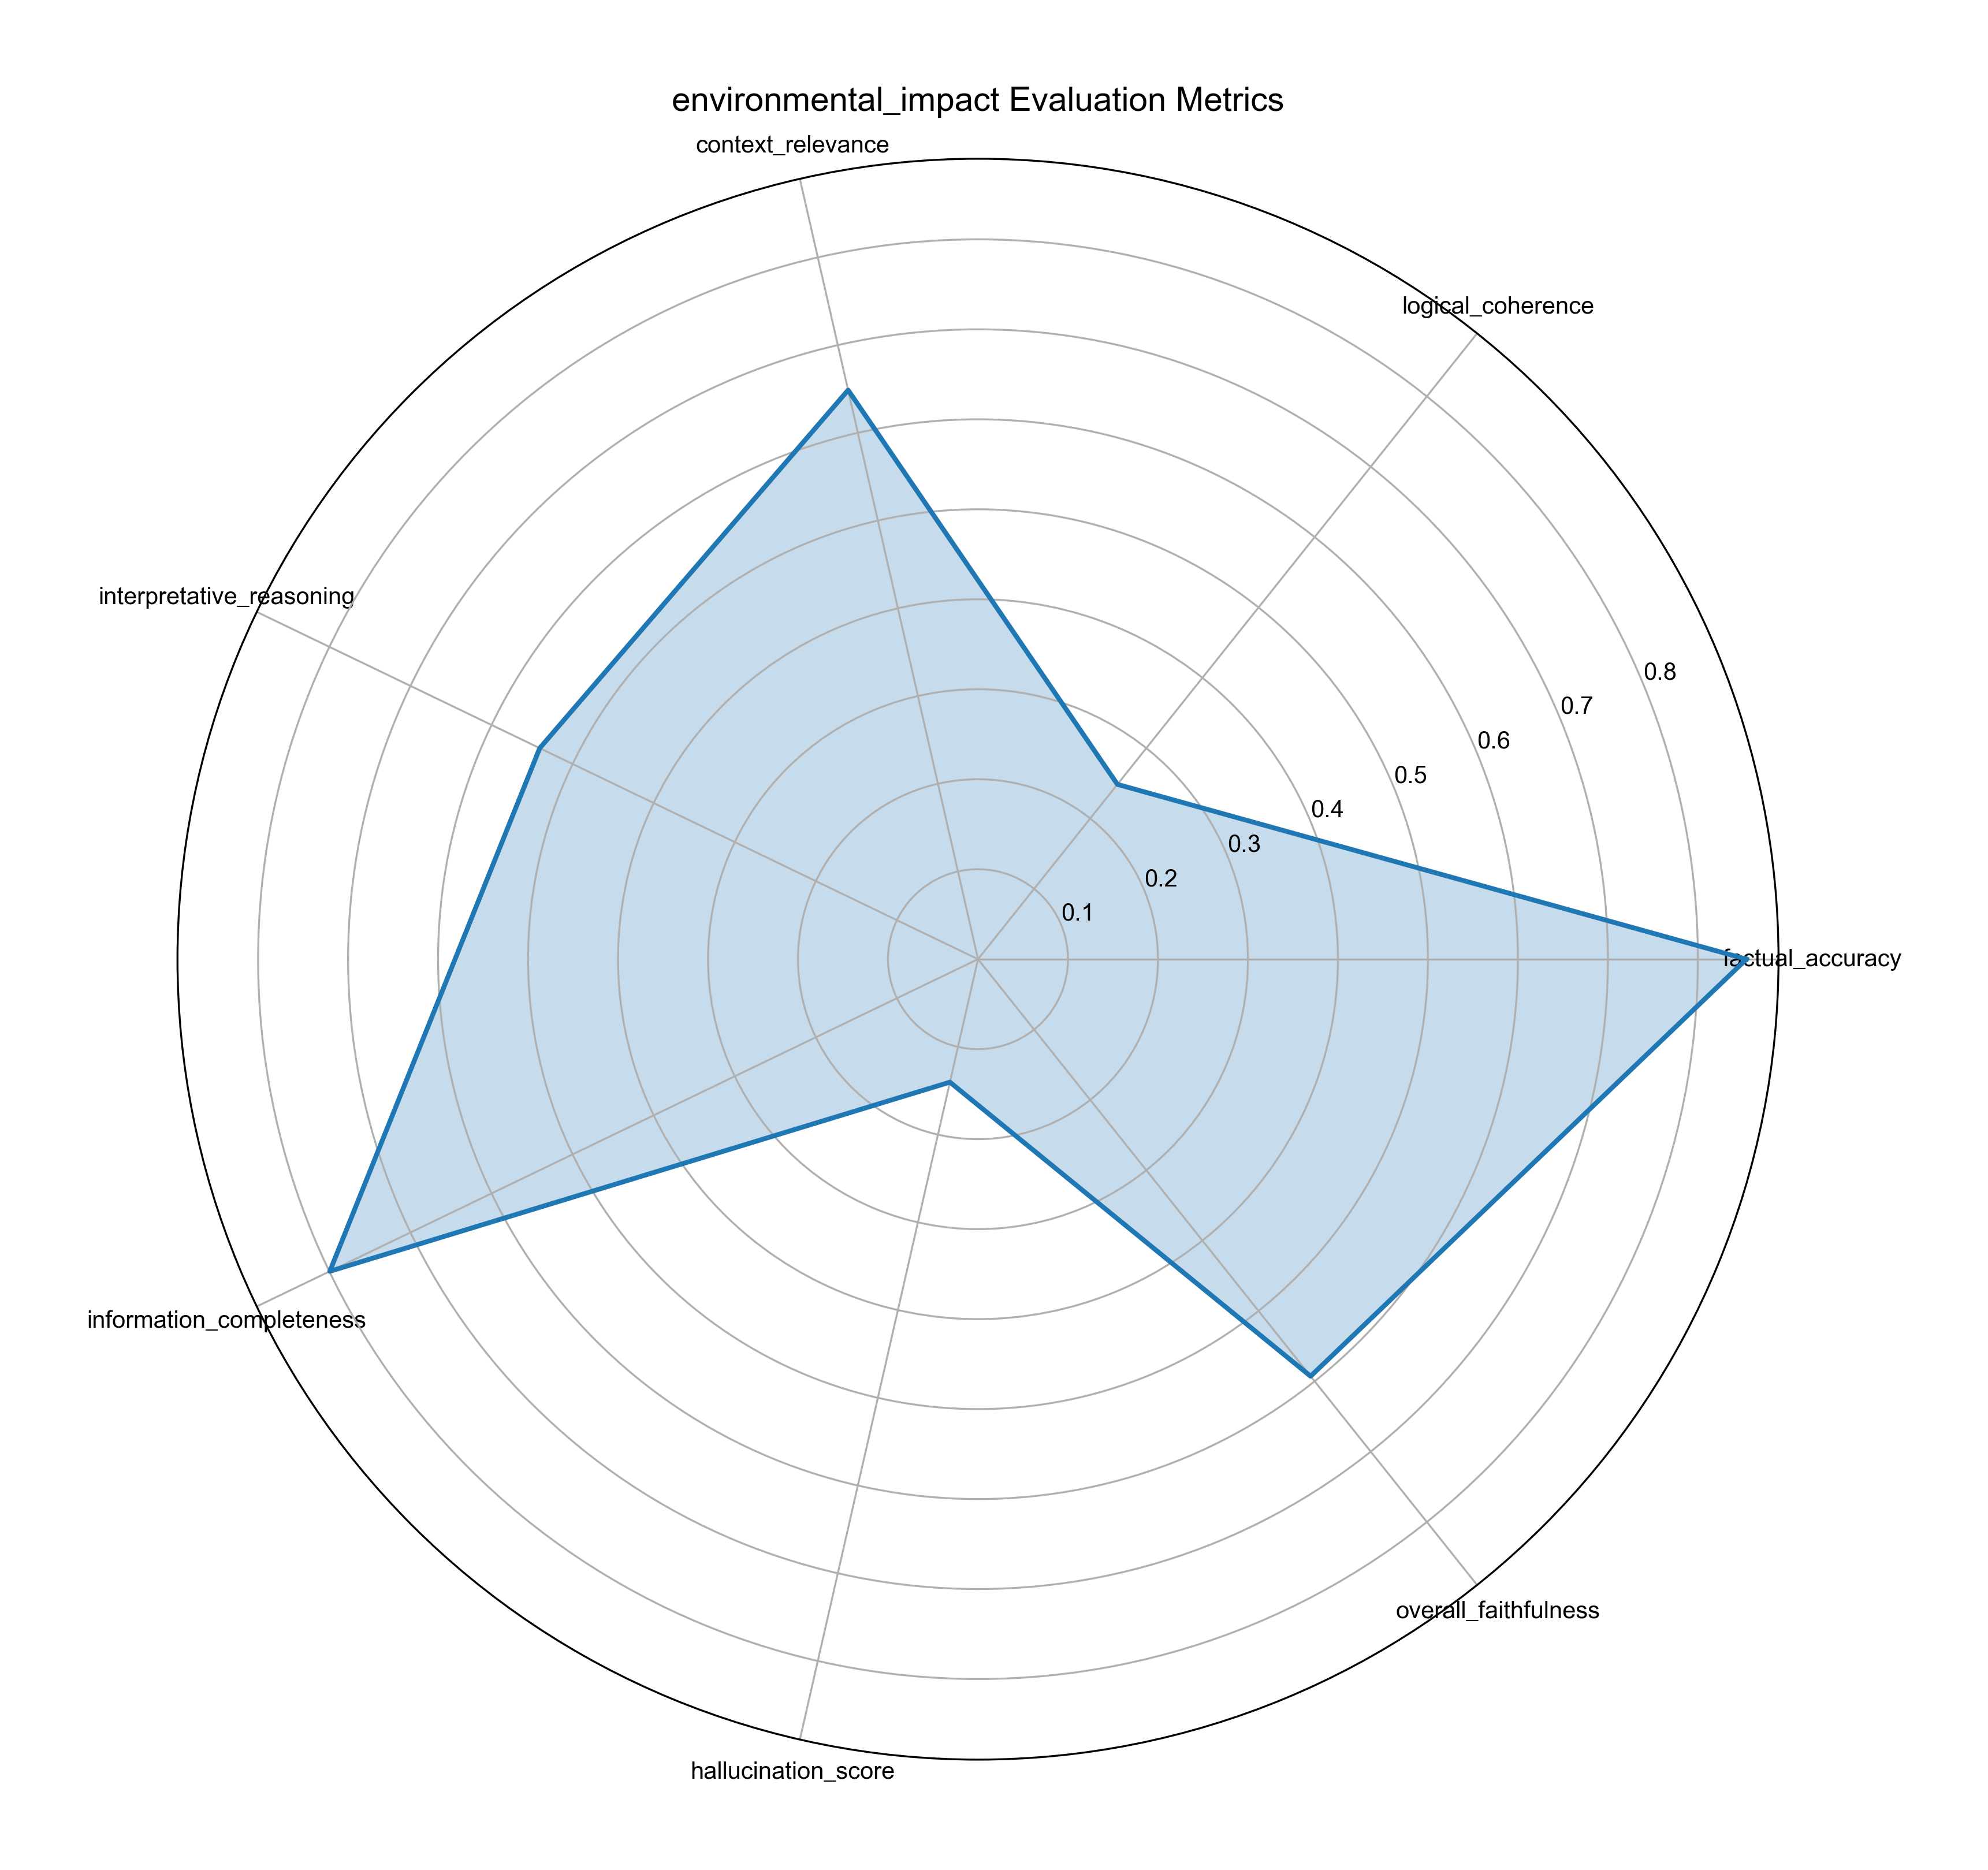 environmental_impact Evaluation Metrics
context_relevance
logical_coherence
interpretative_reasoning
0.8
0.7
0.6
0.5
0.4
0.3
0.2
0.1
factual_accuracy
information_completeness
overall_faithfulness
hallucination_score